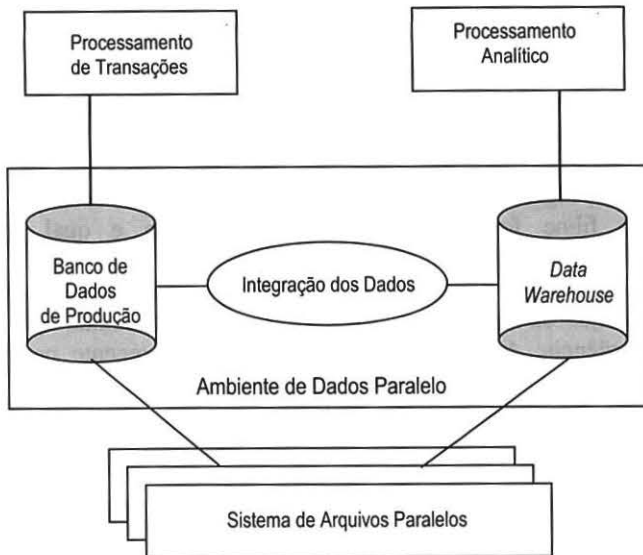 Processamento
de Transações
Processamento
Analítico
Banco de
Dados
de Produção
Integração dos Dados
Data
Warehouse
Ambiente de Dados Paralelo
Sistema de Arquivos Paralelos